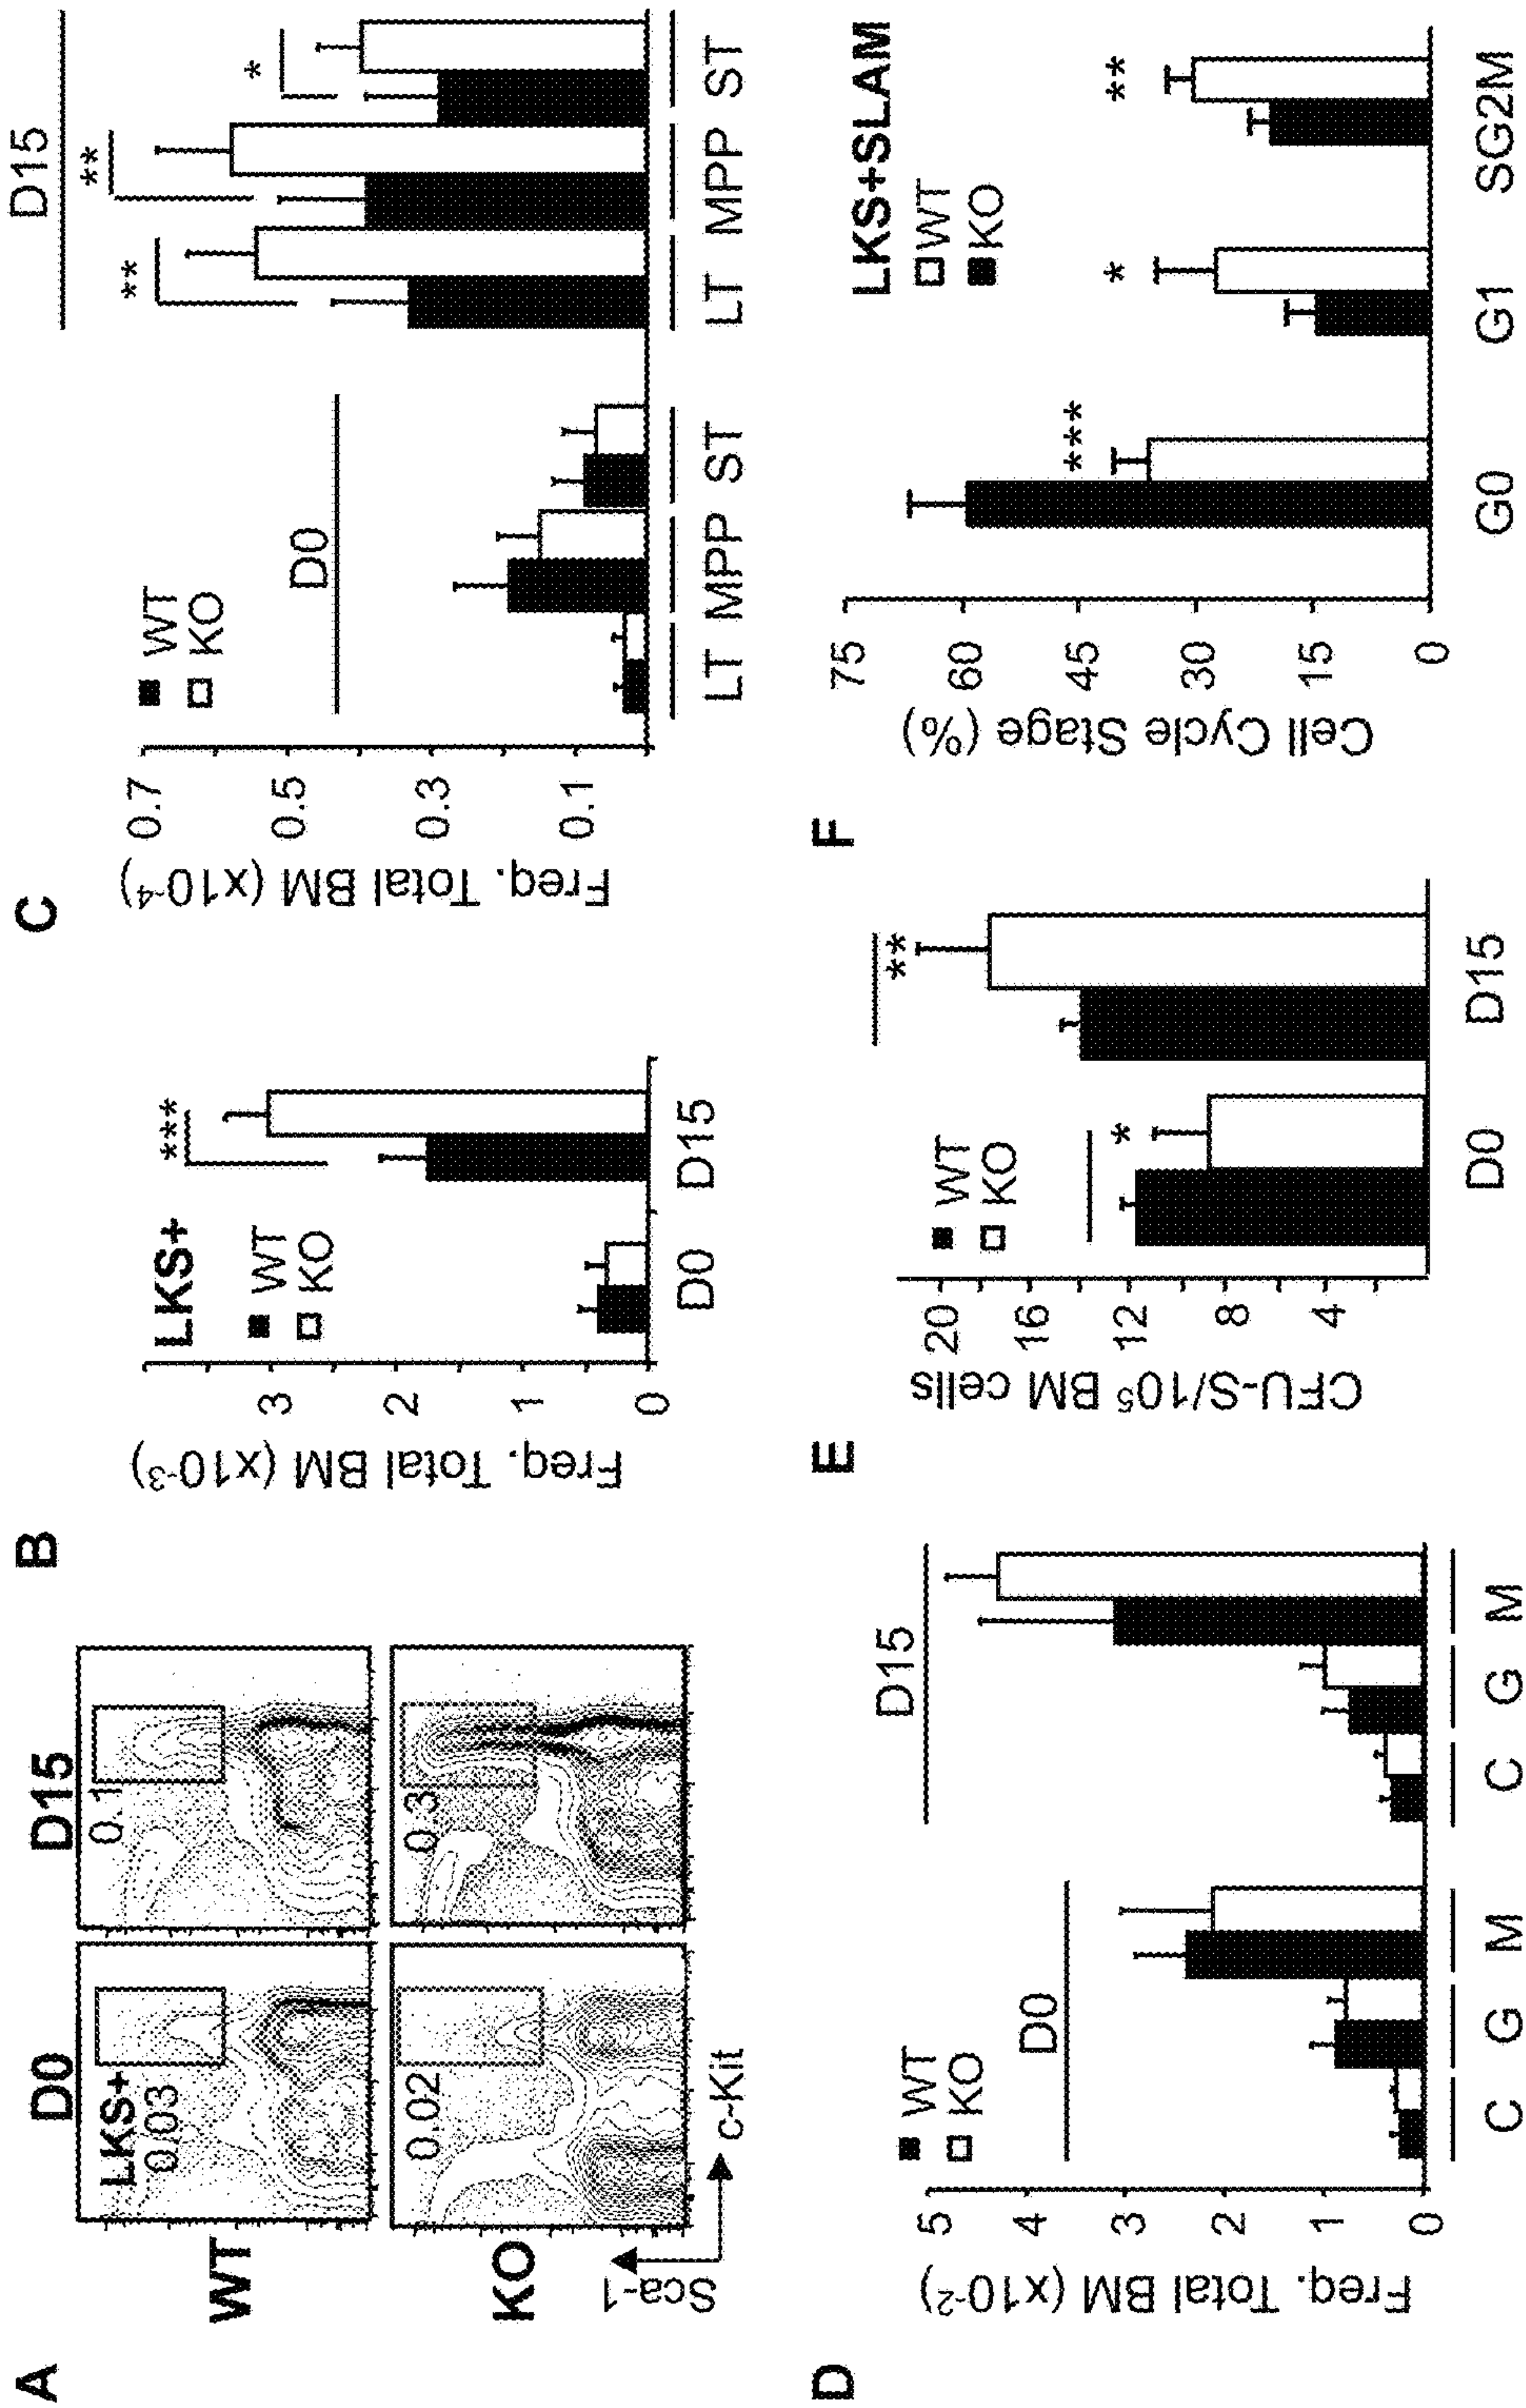 A
D0
D15
WT
LKS+
0.03
0.1
KO
0.02
0.3
Sca-1
c-Kit
B
LKS+
WT
KO
***
Freq. Total BM (x10-3)
3
2
1
0
D0
D15
C
D15
WT
KO
D0
**
**
*
Freq. Total BM (x10-4)
0.7
0.5
0.3
0.1
LT MPP ST
LT MPP ST
D
WT
KO
D0
D15
Freq. Total BM (x10-2)
5
4
3
2
1
0
C G M
C G M
E
WT
KO
*
**
CFU-S/10⁵ BM cells
20
16
12
8
4
D0
D15
F
LKS+SLAM
WT
KO
***
*
**
Cell Cycle Stage (%)
75
60
45
30
15
0
G0
G1
SG2M